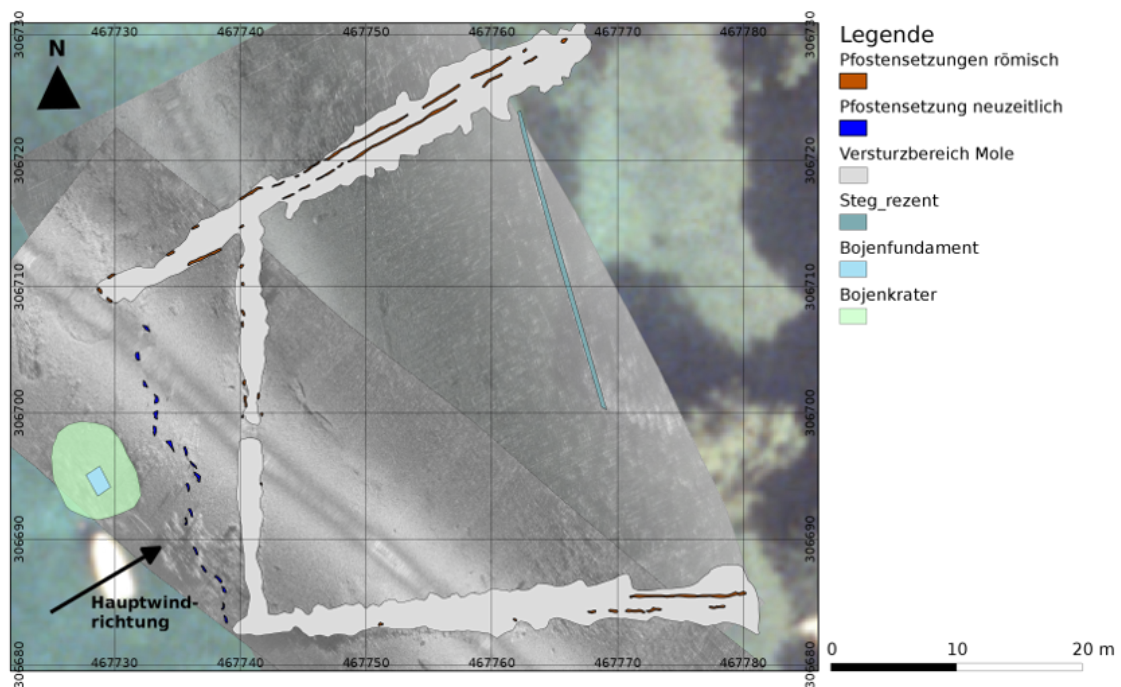 467730 467740 467750 467760 467770 467780
306730 306730
N
306720 306720
306710 306710
306700 306700
306690 306690
306680 306680
Hauptwind-
richtung
467730 467740 467750 467760 467770 467780
Legende
Pfostensetzungen römisch
Pfostensetzung neuzeitlich
Versturzbereich Mole
Steg_rezent
Bojenfundament
Bojenkrater
0 10 20 m